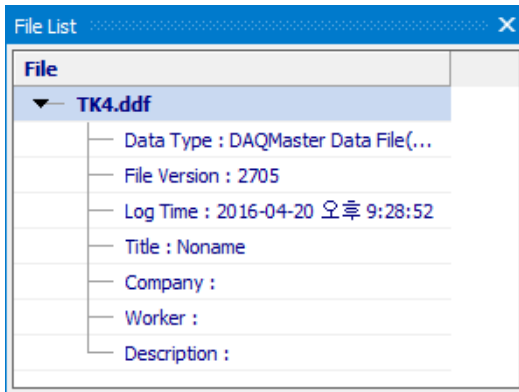 File List
File
TK4.ddf
Data Type : DAQMaster Data File(...
File Version : 2705
Log Time : 2016-04-20 오후 9:28:52
Title : Noname
Company :
Worker :
Description :